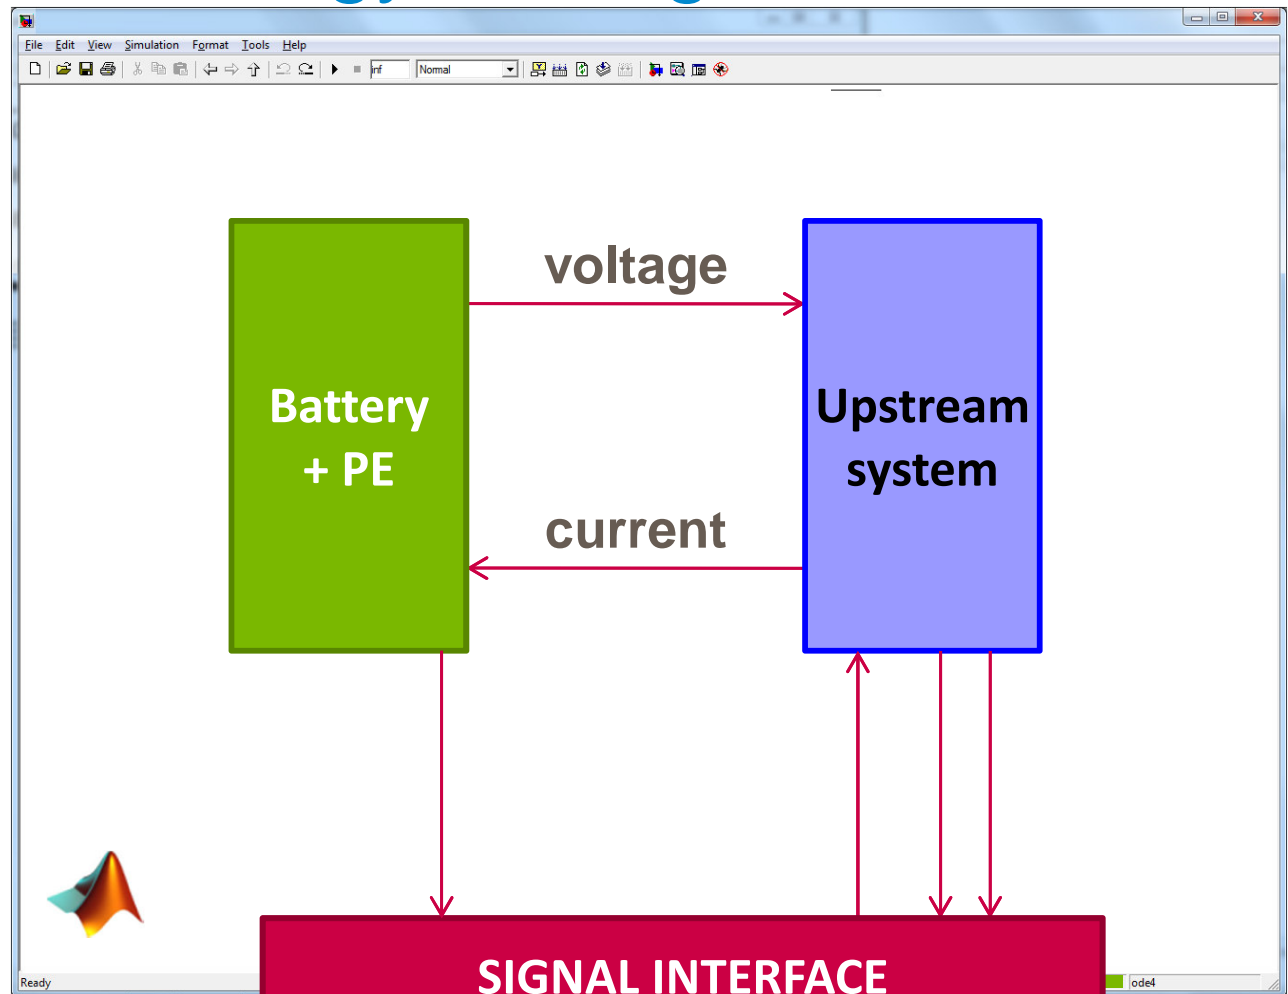 File Edit View Simulation Format Tools Help
inf Normal
voltage
Battery
+ PE
Upstream
system
current
SIGNAL INTERFACE
Ready ode4